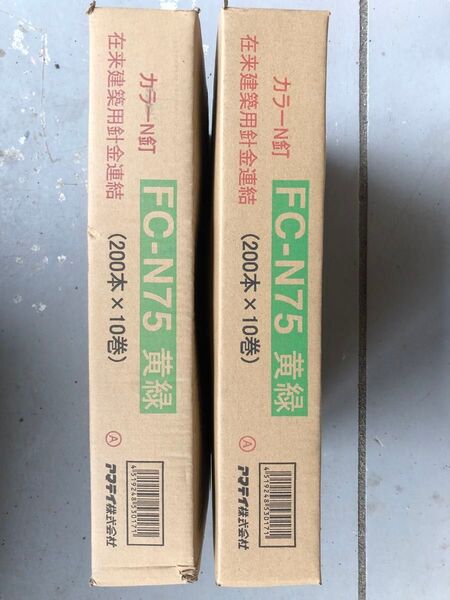 カラーN釘
在来建築用針金連結
FC-N75 黄緑
(200本×10巻)
A
アマテイ株式会社
4519248530171
カラーN釘
在来建築用針金連結
FC-N75 黄緑
(200本×10巻)
A
アマテイ株式会社
4519248530171